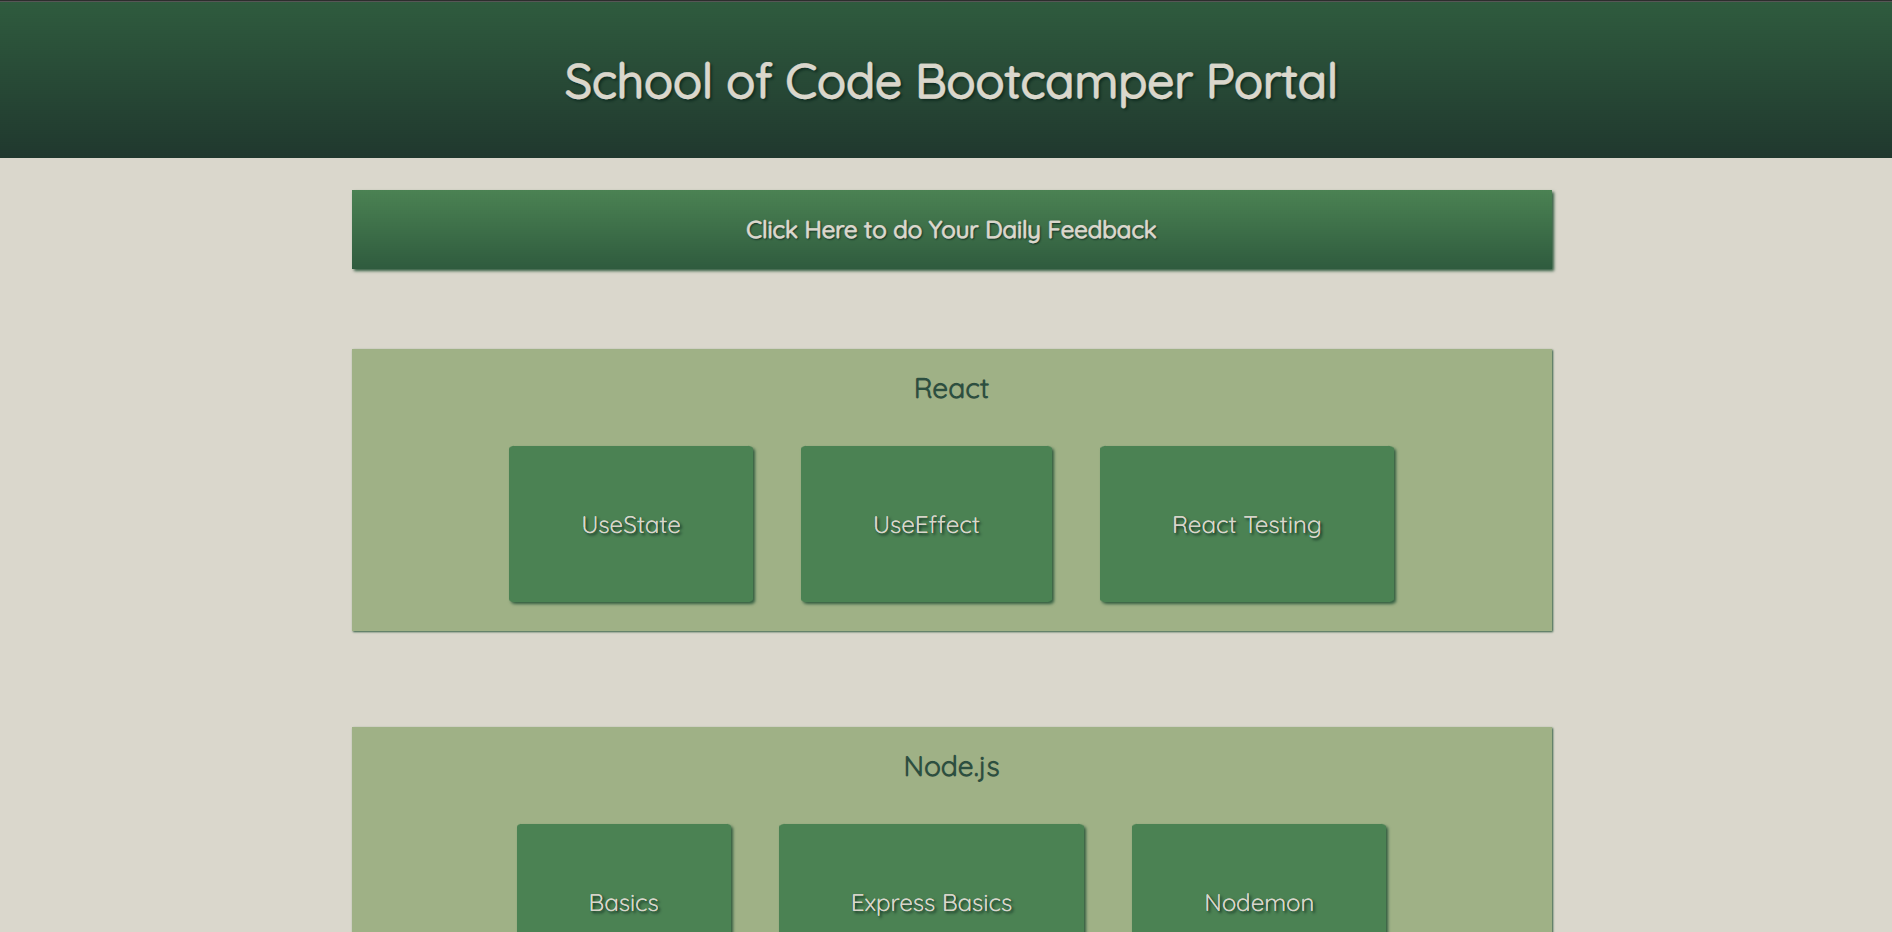 School of Code Bootcamper Portal
Click Here to do Your Daily Feedback
React
UseState
UseEffect
React Testing
Node.js
Basics
Express Basics
Nodemon